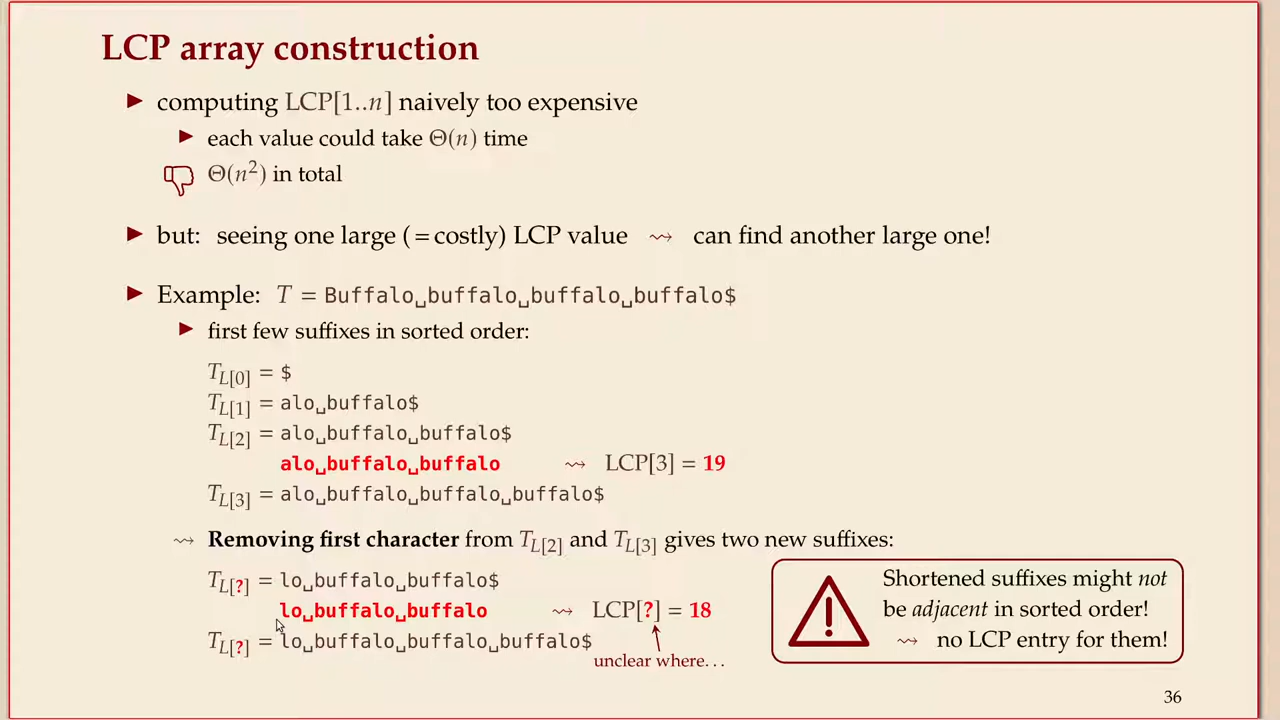 LCP array construction
▶ computing LCP[1..n] naively too expensive
▶ each value could take Θ(n) time
Θ(n²) in total
▶ but: seeing one large (=costly) LCP value ⇝ can find another large one!
▶ Example: T = Buffalo␣buffalo␣buffalo␣buffalo$
▶ first few suffixes in sorted order:
T_L[0] = $
T_L[1] = alo␣buffalo$
T_L[2] = alo␣buffalo␣buffalo$
alo␣buffalo␣buffalo ⇝ LCP[3] = 19
T_L[3] = alo␣buffalo␣buffalo␣buffalo$
⇝ Removing first character from T_L[2] and T_L[3] gives two new suffixes:
T_L[?] = lo␣buffalo␣buffalo$
lo␣buffalo␣buffalo ⇝ LCP[?] = 18
T_L[?] = lo␣buffalo␣buffalo␣buffalo$
unclear where...
Shortened suffixes might not
be adjacent in sorted order!
⇝ no LCP entry for them!
36